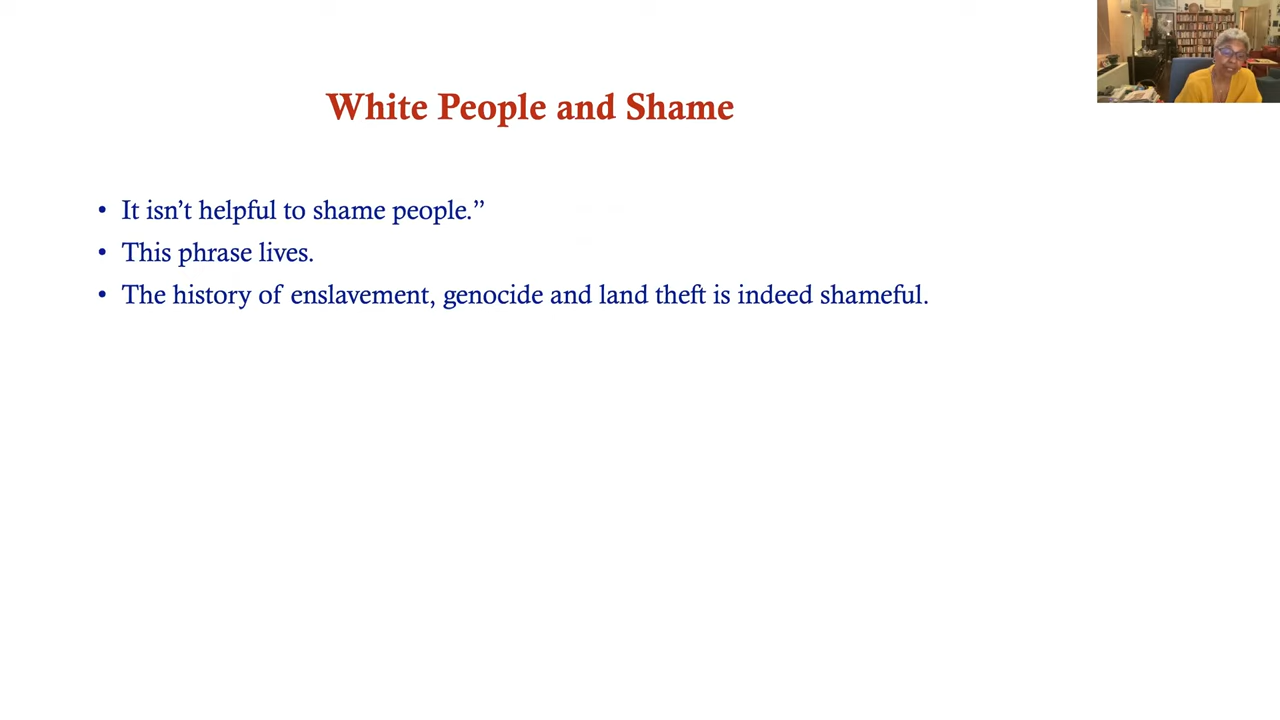 White People and Shame
• It isn’t helpful to shame people.”
• This phrase lives.
• The history of enslavement, genocide and land theft is indeed shameful.